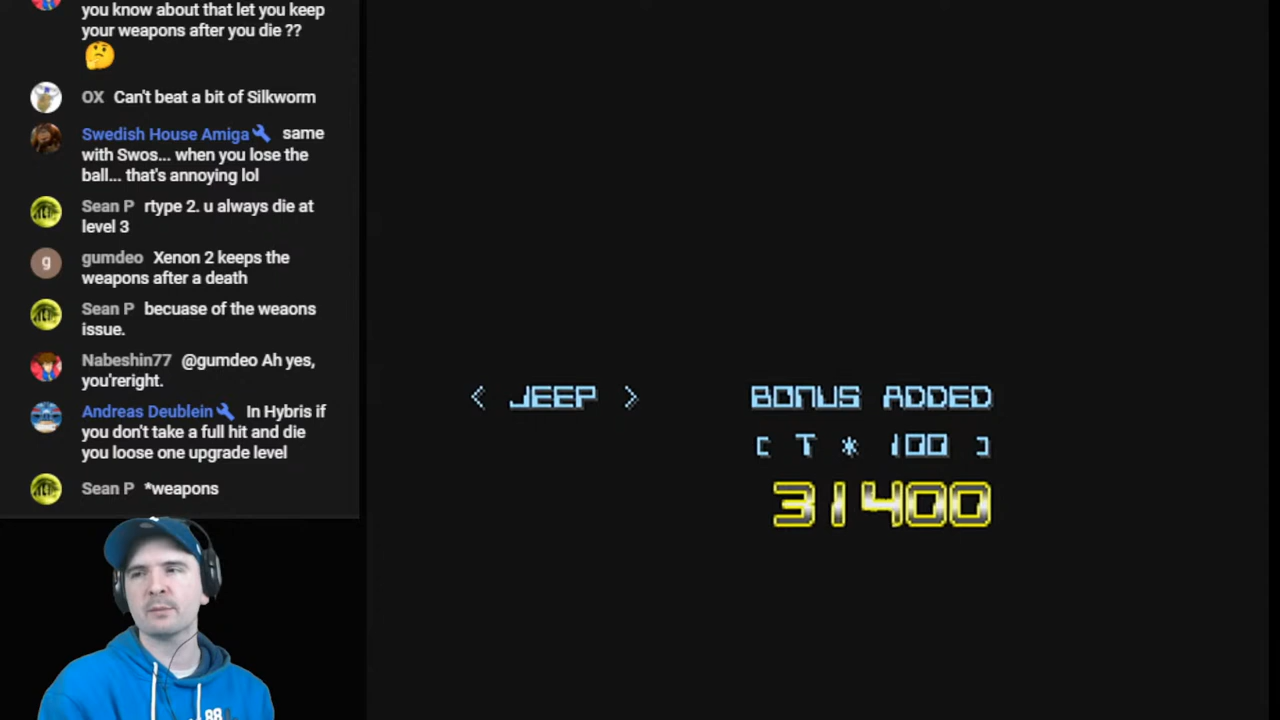 you know about that let you keep
your weapons after you die ??
🤔
OX Can't beat a bit of Silkworm
Swedish House Amiga same
with Swos... when you lose the
ball... that's annoying lol
Sean P rtype 2. u always die at
level 3
g
gumdeo Xenon 2 keeps the
weapons after a death
Sean P becuase of the weaons
issue.
Nabeshin77 @gumdeo Ah yes,
you'reright.
Andreas Deublein In Hybris if
you don't take a full hit and die
you loose one upgrade level
Sean P *weapons
< JEEP > BONUS ADDED
[ T * 100 ]
31400
88